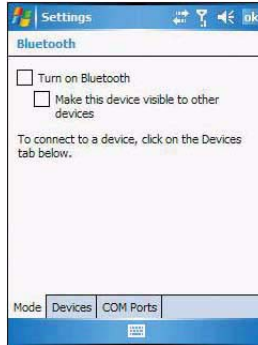 Settings
ok
Bluetooth
Turn on Bluetooth
Make this device visible to other
devices
To connect to a device, click on the Devices
tab below.
Mode Devices COM Ports